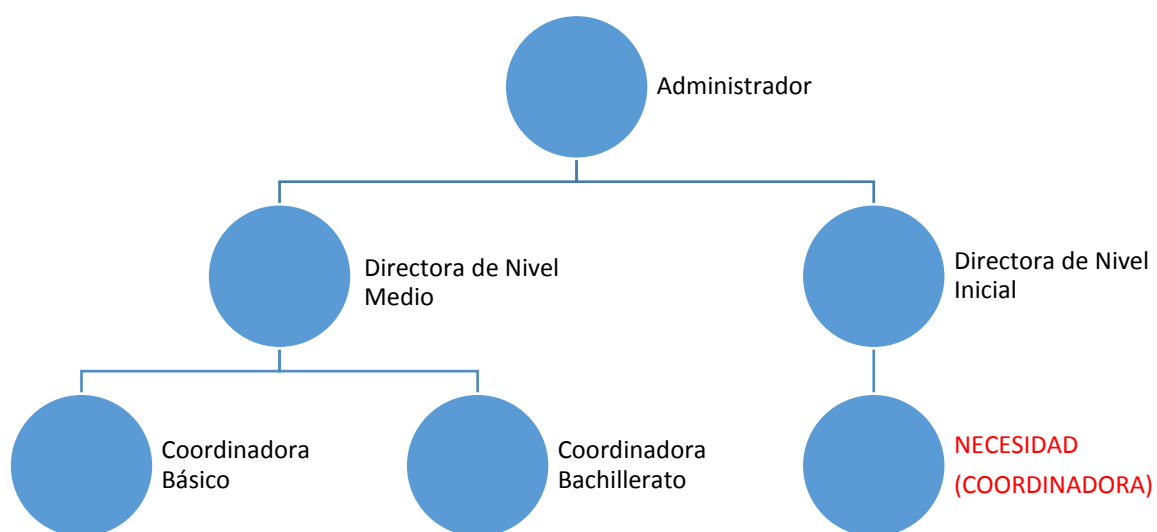 Administrador
Directora de Nivel
Medio
Directora de Nivel
Inicial
Coordinadora
Básico
Coordinadora
Bachillerato
NECESIDAD
(COORDINADORA)